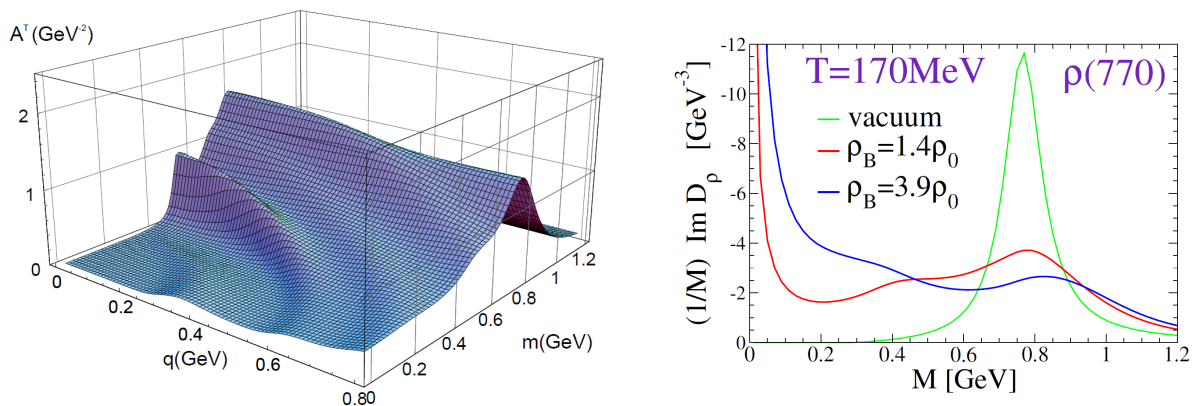 A^T (GeV^-2)
2
1
0
0
0.2
0.4
0.6
0.8
q(GeV)
0
0.2
0.4
0.6
0.8
1
1.2
m(GeV)
T=170MeV
ρ(770)
vacuum
ρ_B=1.4ρ_0
ρ_B=3.9ρ_0
(1/M) Im D_ρ [GeV^-3]
-12
-10
-8
-6
-4
-2
0
0 0.2 0.4 0.6 0.8 1 1.2
M [GeV]